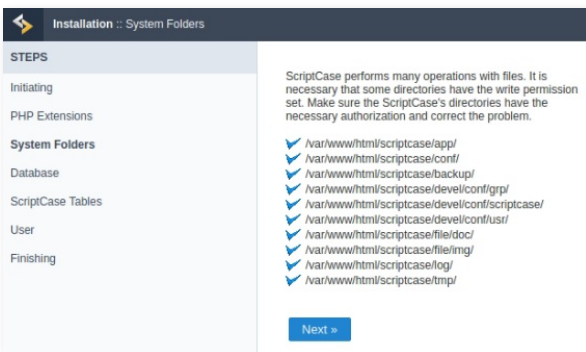 Installation :: System Folders
STEPS
Initiating
PHP Extensions
System Folders
Database
ScriptCase Tables
User
Finishing
ScriptCase performs many operations with files. It is
necessary that some directories have the write permission
set. Make sure the ScriptCase's directories have the
necessary authorization and correct the problem.
/var/www/html/scriptcase/app/
/var/www/html/scriptcase/conf/
/var/www/html/scriptcase/backup/
/var/www/html/scriptcase/devel/conf/grp/
/var/www/html/scriptcase/devel/conf/scriptcase/
/var/www/html/scriptcase/devel/conf/usr/
/var/www/html/scriptcase/file/doc/
/var/www/html/scriptcase/file/img/
/var/www/html/scriptcase/log/
/var/www/html/scriptcase/tmp/
Next »